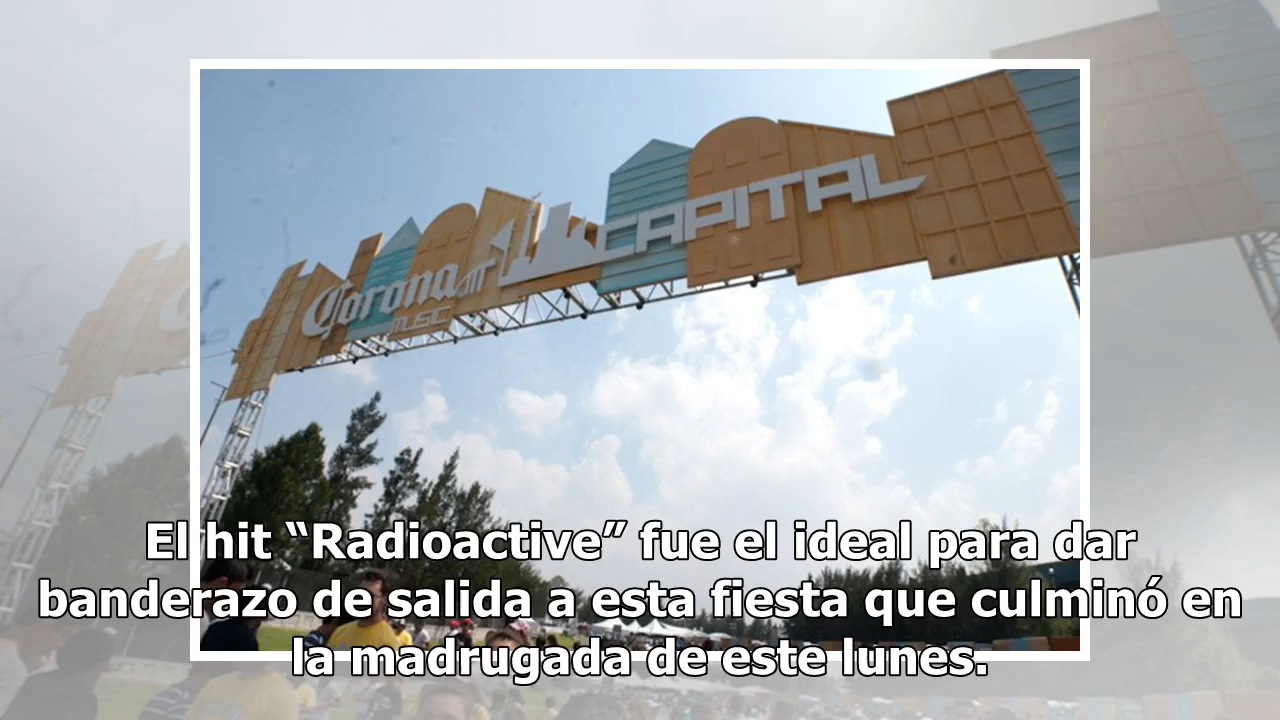 Corona
MUSIC
CAPITAL
El hit “Radioactive” fue el ideal para dar
banderazo de salida a esta fiesta que culminó en
la madrugada de este lunes.